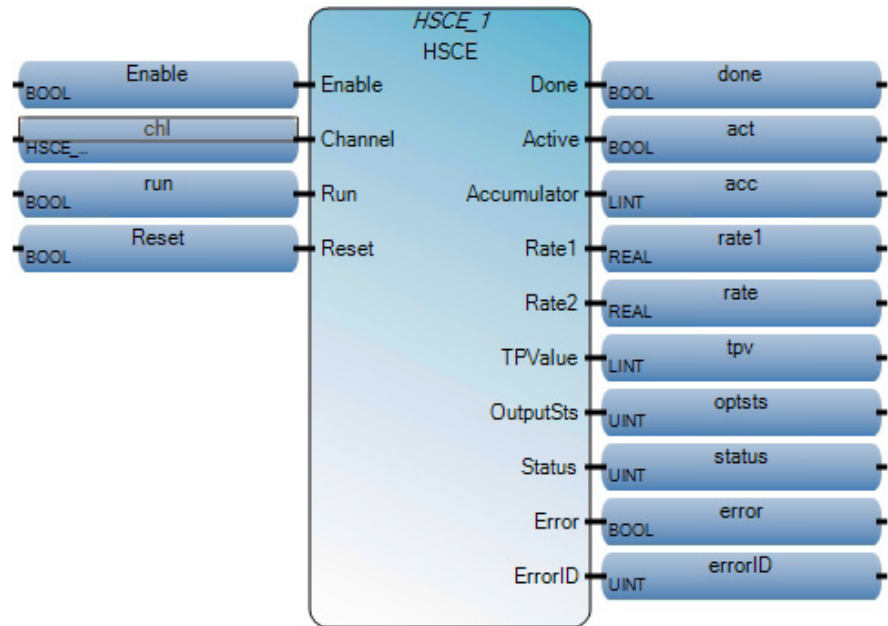 HSCE_1
HSCE
Enable
BOOL
Enable
Done
done
BOOL
chl
HSCE_...
Channel
Active
act
BOOL
run
BOOL
Run
Accumulator
acc
LINT
Reset
BOOL
Reset
Rate1
rate1
REAL
Rate2
rate
REAL
TPValue
tpv
LINT
OutputSts
optsts
UINT
Status
status
UINT
Error
error
BOOL
ErrorID
errorID
UINT